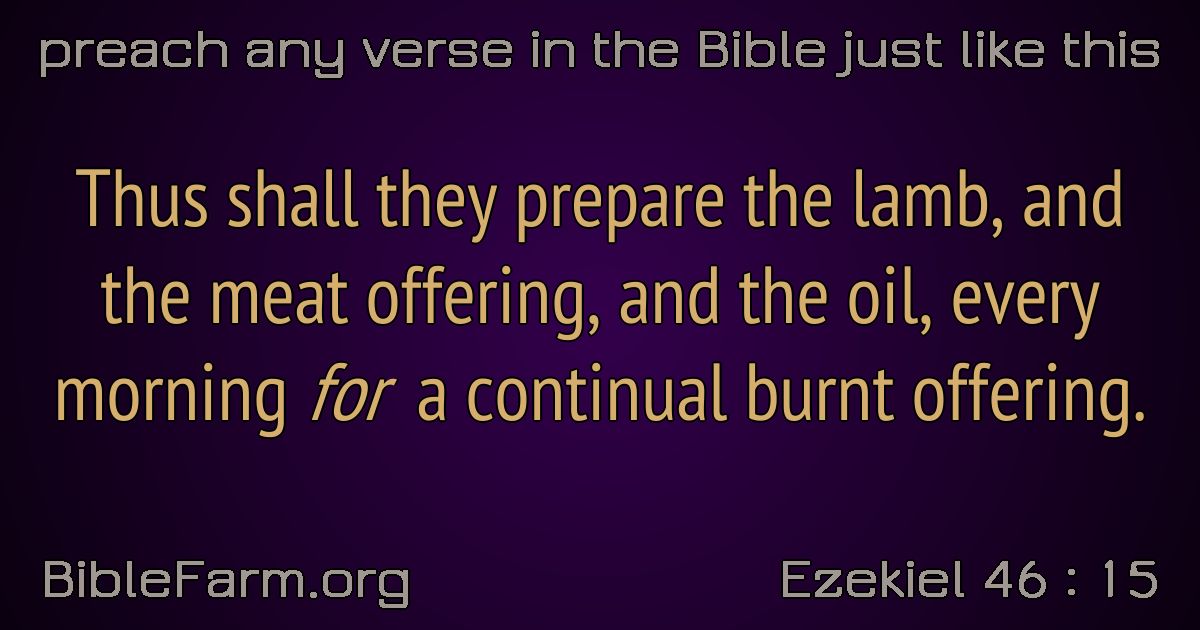 preach any verse in the Bible just like this
Thus shall they prepare the lamb, and
the meat offering, and the oil, every
morning for a continual burnt offering.
BibleFarm.org
Ezekiel 46 : 15